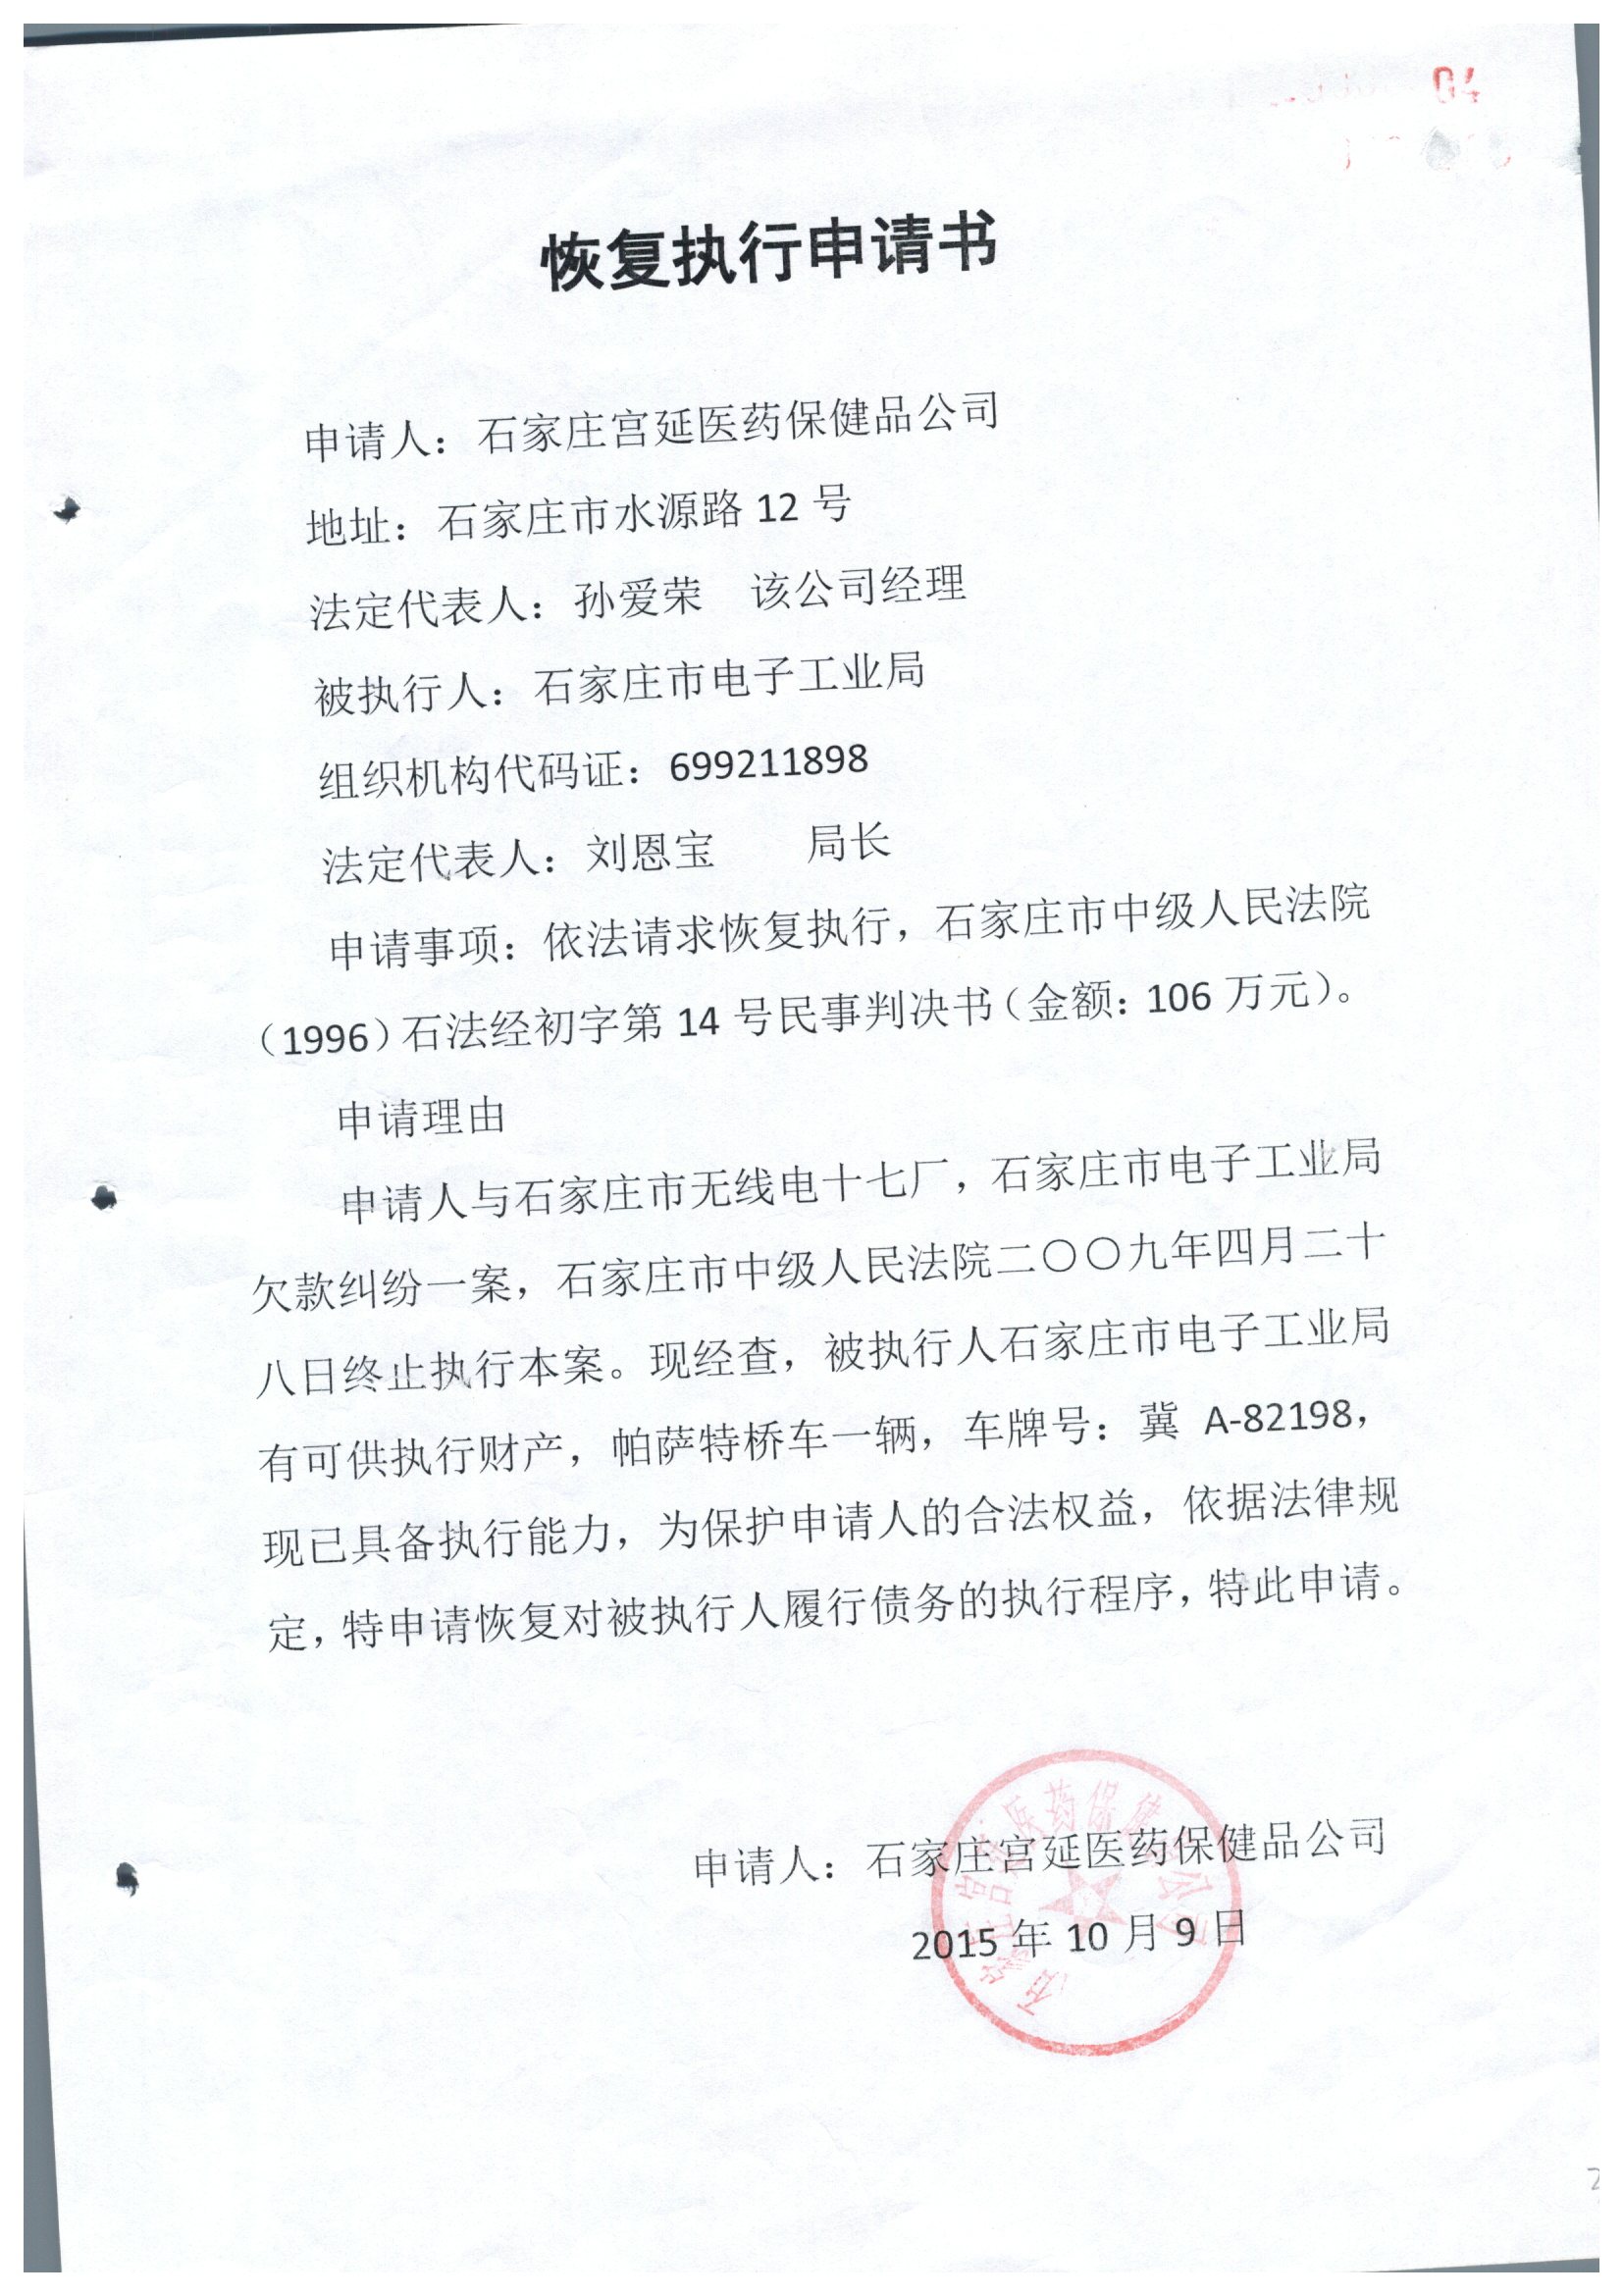 04
恢复执行申请书
申请人：石家庄宫延医药保健品公司
地址：石家庄市水源路 12 号
法定代表人：孙爱荣　该公司经理
被执行人：石家庄市电子工业局
组织机构代码证：699211898
法定代表人：刘恩宝　　局长
申请事项：依法请求恢复执行，石家庄市中级人民法院
（1996）石法经初字第 14 号民事判决书（金额：106 万元）。
申请理由
申请人与石家庄市无线电十七厂，石家庄市电子工业局
欠款纠纷一案，石家庄市中级人民法院二〇〇九年四月二十
八日终止执行本案。现经查，被执行人石家庄市电子工业局
有可供执行财产，帕萨特桥车一辆，车牌号：冀 A-82198，
现已具备执行能力，为保护申请人的合法权益，依据法律规
定，特申请恢复对被执行人履行债务的执行程序，特此申请。
申请人：石家庄宫延医药保健品公司
2015 年 10 月 9 日